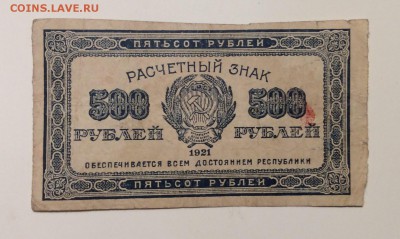 COINS.LAVE.RU
ПЯТЬСОТ РУБЛЕЙ
РАСЧЕТНЫЙ ЗНАК
500 500
РУБЛЕЙ РУБЛЕЙ
1921
ОБЕСПЕЧИВАЕТСЯ ВСЕМ ДОСТОЯНИЕМ РЕСПУБЛИКИ
ПЯТЬСОТ РУБЛЕЙ